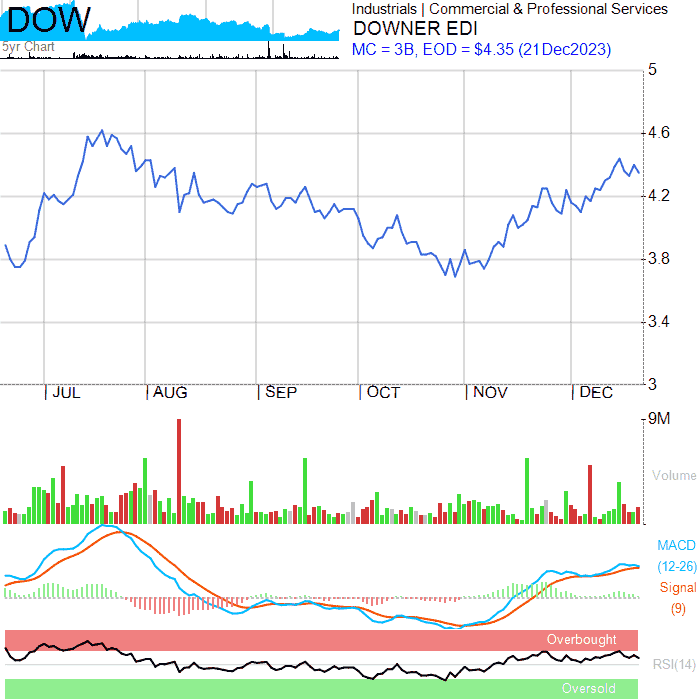 DOW
5yr Chart
Industrials | Commercial & Professional Services
DOWNER EDI
MC = 3B, EOD = $4.35 (21Dec2023)
5
4.6
4.2
3.8
3.4
3
JUL
AUG
SEP
OCT
NOV
DEC
9M
Volume
MACD
(12-26)
Signal
(9)
Overbought
RSI(14)
Oversold